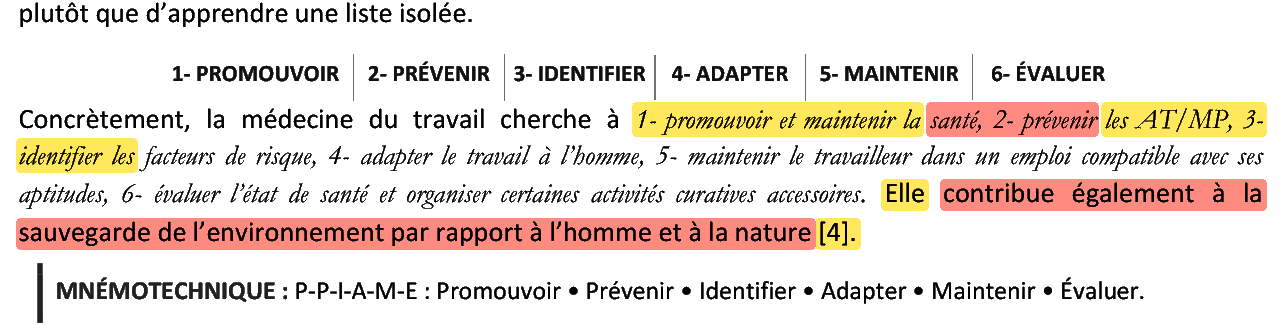 plutôt que d’apprendre une liste isolée.
1- PROMOUVOIR 2- PRÉVENIR 3- IDENTIFIER 4- ADAPTER 5- MAINTENIR 6- ÉVALUER
Concrètement, la médecine du travail cherche à 1- promouvoir et maintenir la santé, 2- prévenir les AT/MP, 3-
identifier les facteurs de risque, 4- adapter le travail à l’homme, 5- maintenir le travailleur dans un emploi compatible avec ses
aptitudes, 6- évaluer l’état de santé et organiser certaines activités curatives accessoires. Elle contribue également à la
sauvegarde de l’environnement par rapport à l’homme et à la nature [4].
MNÉMOTECHNIQUE : P-P-I-A-M-E : Promouvoir • Prévenir • Identifier • Adapter • Maintenir • Évaluer.